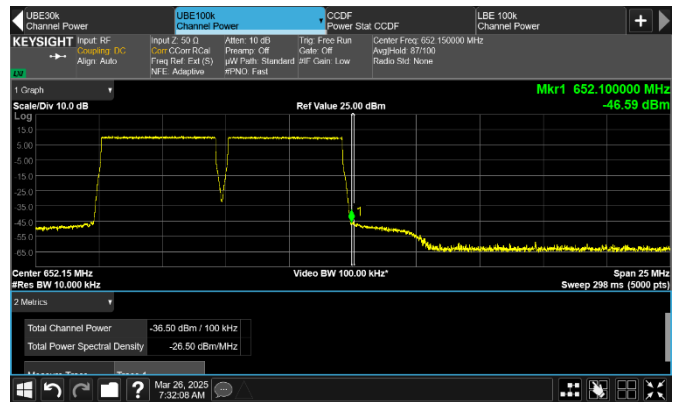 UBE30k
Channel Power
UBE100k
Channel Power
CCDF
Power Stat CCDF
LBE 100k
Channel Power
KEYSIGHT
Input: RF
Coupling: DC
Align: Auto
Input Z: 50 Ω
Corr CCorr RCal
Freq Ref: Ext (S)
NFE: Adaptive
Atten: 10 dB
Preamp: Off
µW Path: Standard
#PNO: Fast
Trig: Free Run
Gate: Off
#IF Gain: Low
Center Freq: 652.150000 MHz
Avg|Hold: 87/100
Radio Std: None
LXI
1 Graph
Scale/Div 10.0 dB
Ref Value 25.00 dBm
Mkr1 652.100000 MHz
-46.59 dBm
Log
15.0
5.00
-5.00
-15.0
-25.0
-35.0
-45.0
-55.0
-65.0
1
Center 652.15 MHz
#Res BW 10.000 kHz
Video BW 100.00 kHz*
Span 25 MHz
Sweep 298 ms (5000 pts)
2 Metrics
Total Channel Power -36.50 dBm / 100 kHz
Total Power Spectral Density -26.50 dBm/MHz
Measure Trace Trace 1
?
Mar 26, 2025
7:32:08 AM